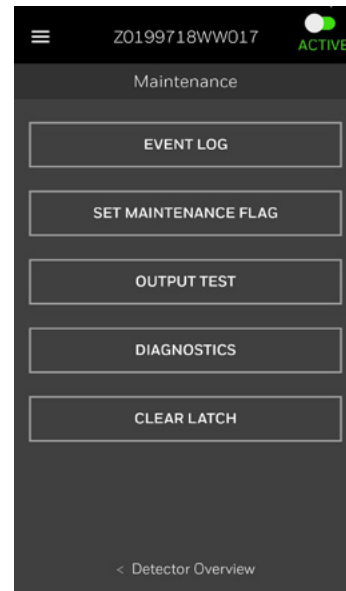 Z0199718WW017
ACTIVE
Maintenance
EVENT LOG
SET MAINTENANCE FLAG
OUTPUT TEST
DIAGNOSTICS
CLEAR LATCH
< Detector Overview